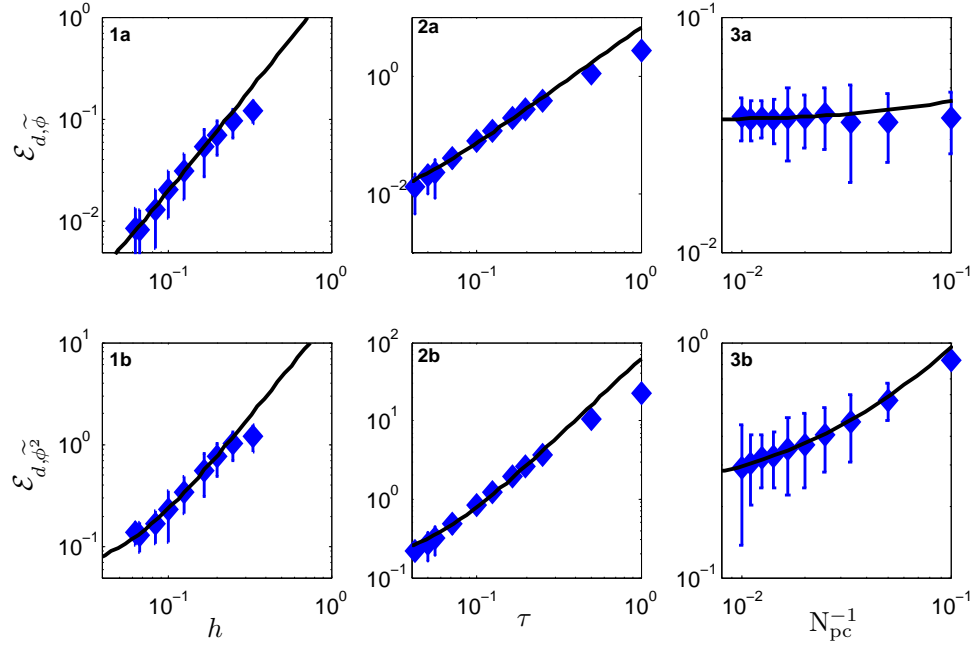 1a 2a 3a
10^0 10^-1 10^-2
10^0 10^-2
10^-1 10^-2
ℰ_{d,\widetilde{ϕ}}
10^-1 10^0
10^-1 10^0
10^-2 10^-1
1b 2b 3b
10^1 10^0 10^-1
10^2 10^1 10^0 10^-1
10^0 10^-1
ℰ_{d,\widetilde{ϕ^2}}
10^-1 10^0
10^-1 10^0
10^-2 10^-1
h τ N_pc^-1